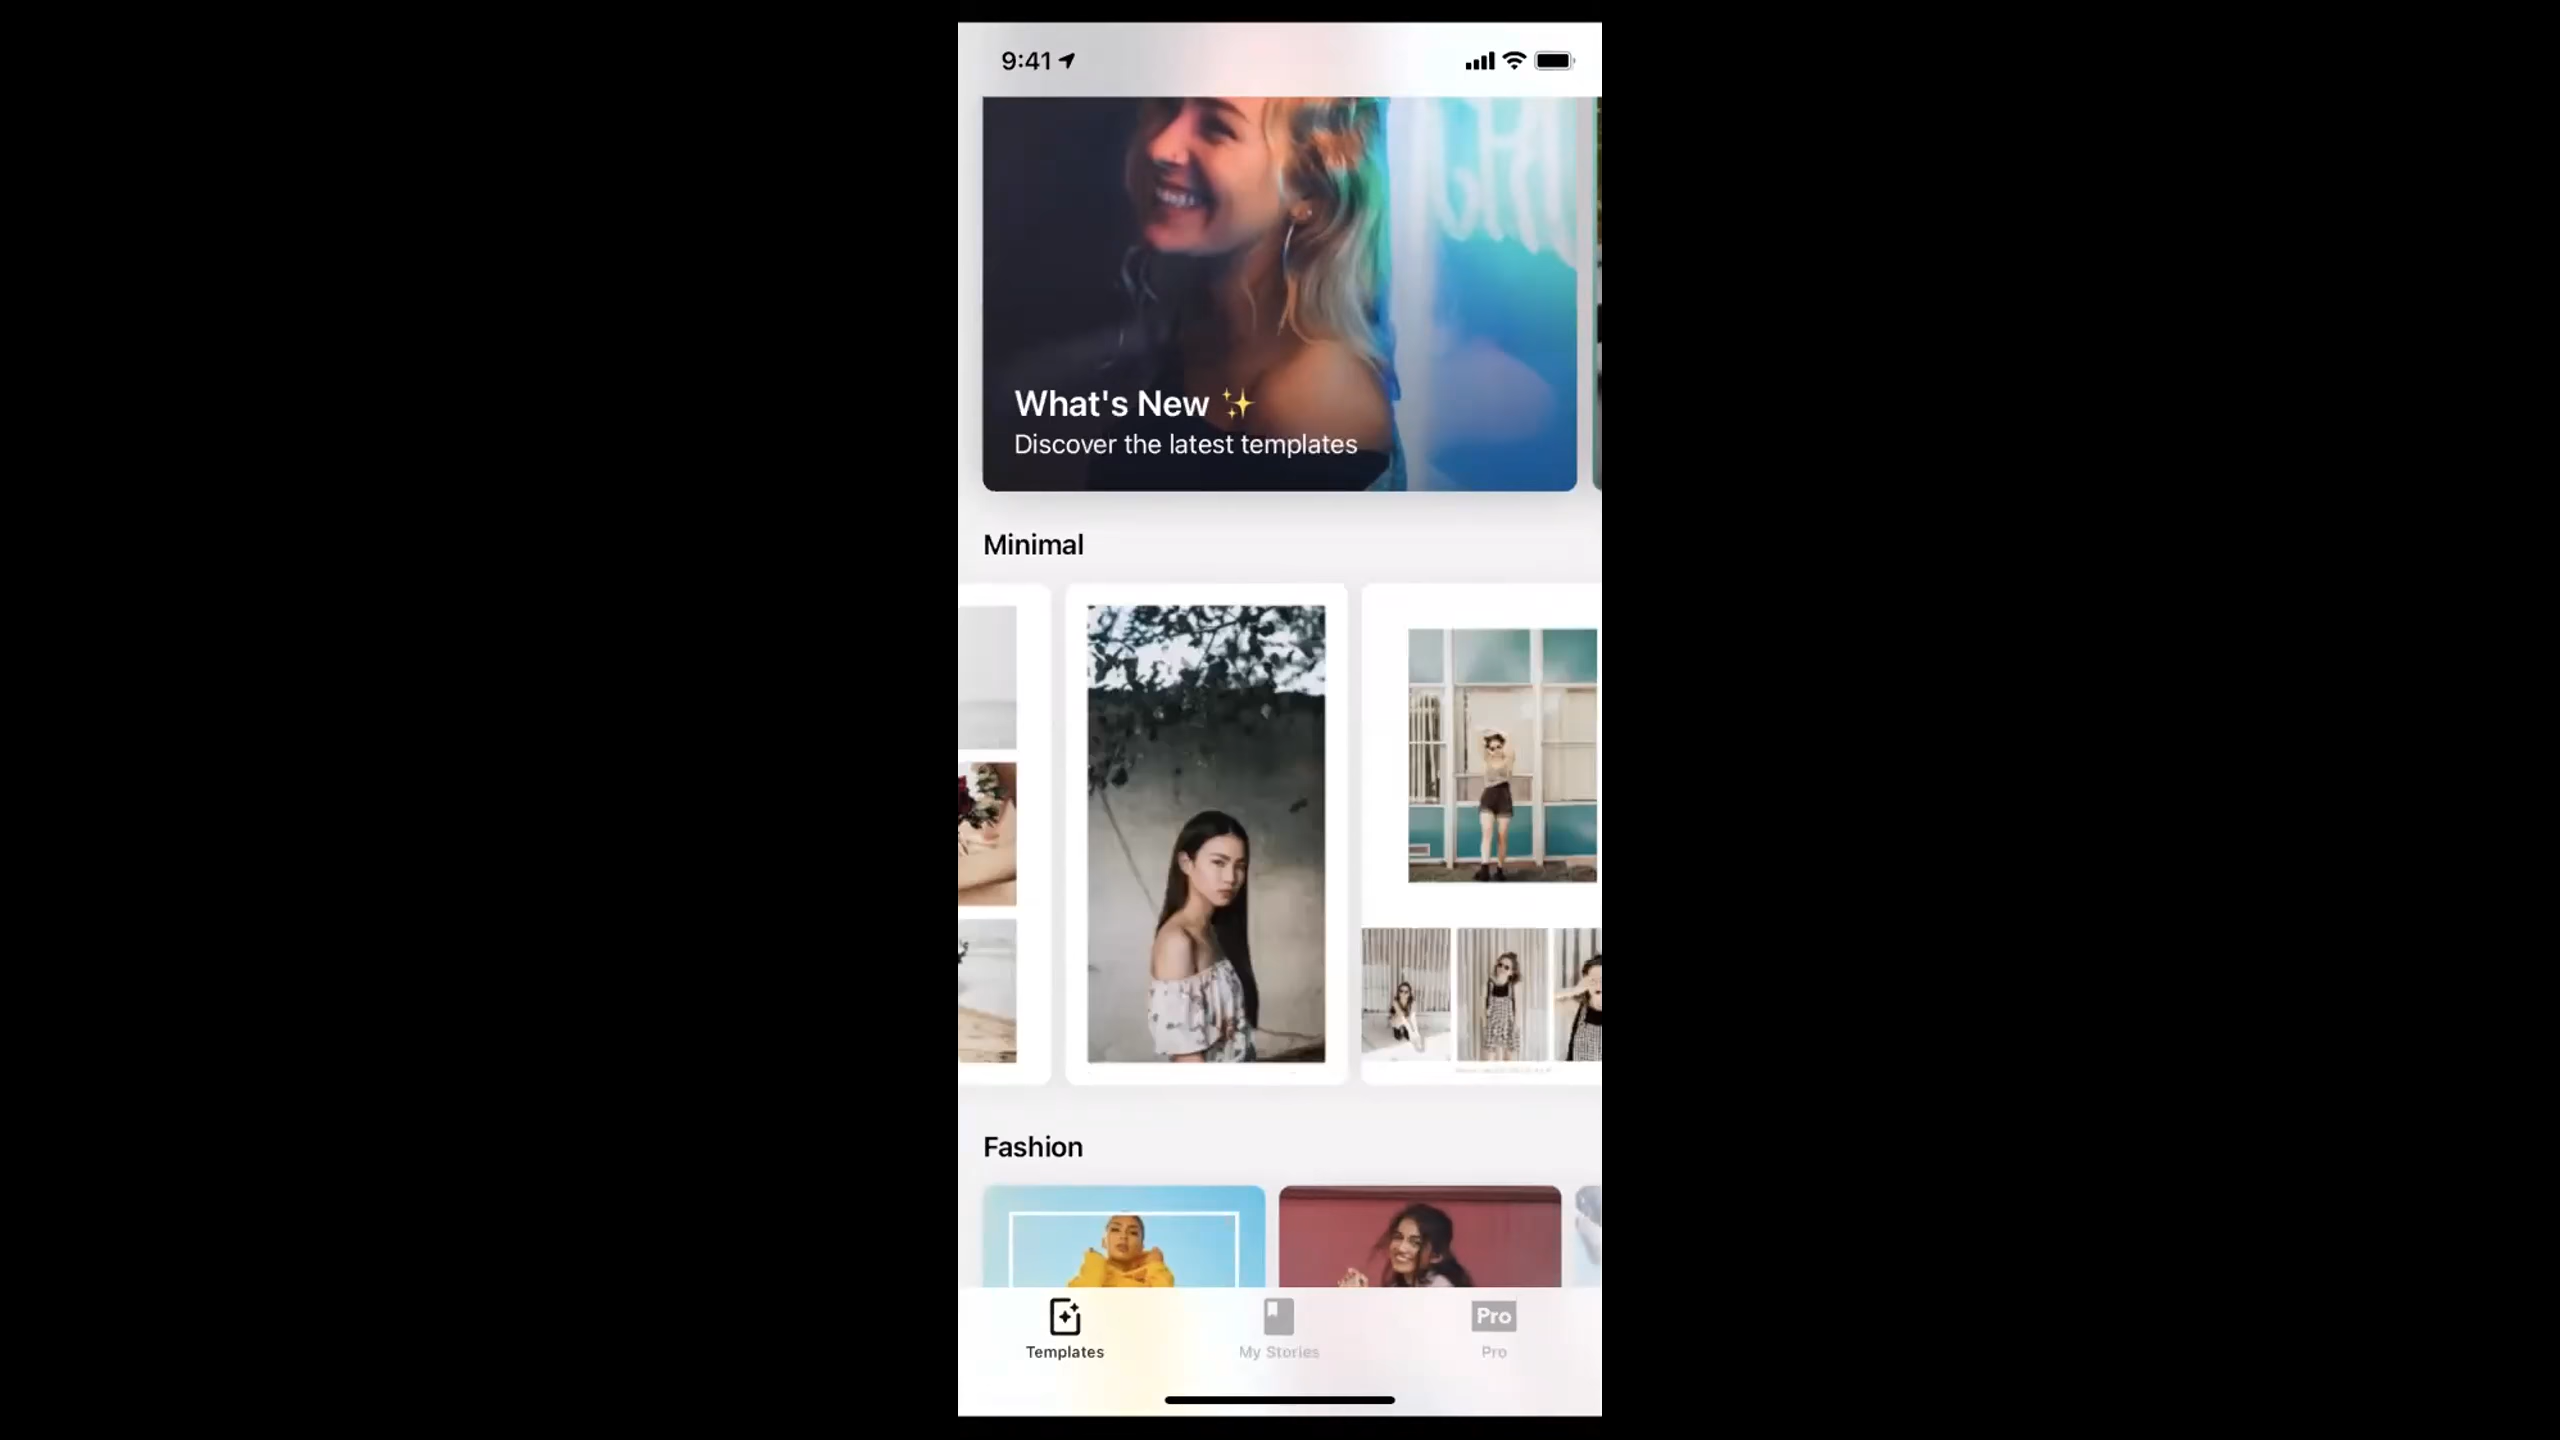 9:41
What's New ✨
Discover the latest templates
Minimal
Fashion
Pro
Templates
My Stories
Pro